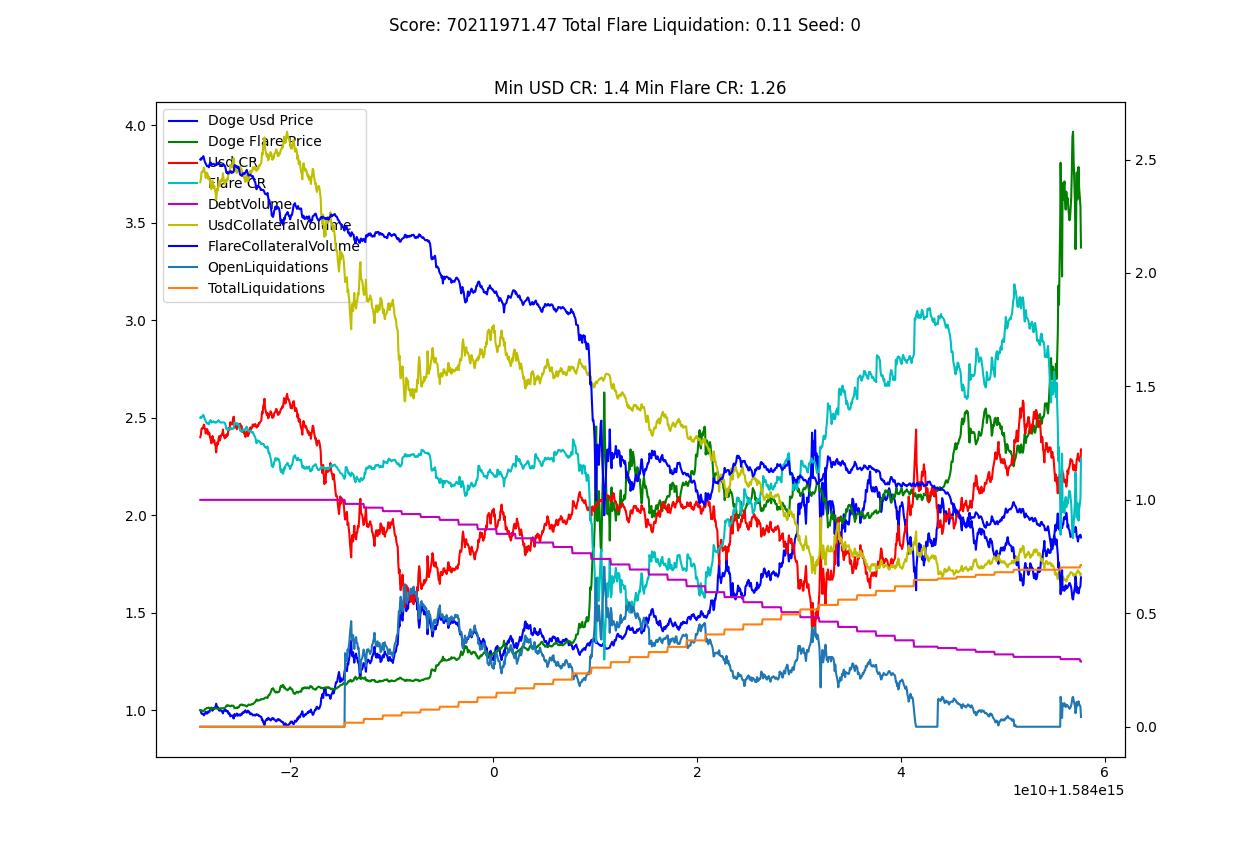 Score: 70211971.47 Total Flare Liquidation: 0.11 Seed: 0
Min USD CR: 1.4 Min Flare CR: 1.26
Doge Usd Price
Doge Flare Price
Usd CR
Flare CR
DebtVolume
UsdCollateralVolume
FlareCollateralVolume
OpenLiquidations
TotalLiquidations
4.0
3.5
3.0
2.5
2.0
1.5
1.0
2.5
2.0
1.5
1.0
0.5
0.0
−2
0
2
4
6
1e10+1.584e15